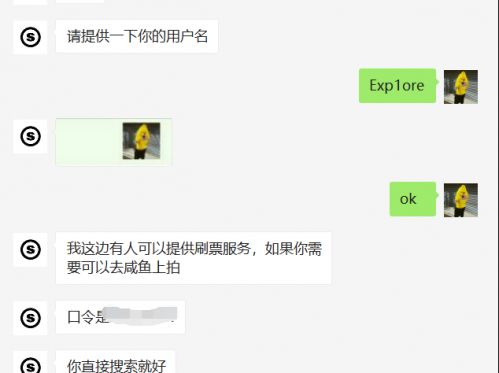 请提供一下你的用户名
Exp1ore
ok
我这边有人可以提供刷票服务，如果你需
要可以去咸鱼上拍
口令是
你直接搜索就好